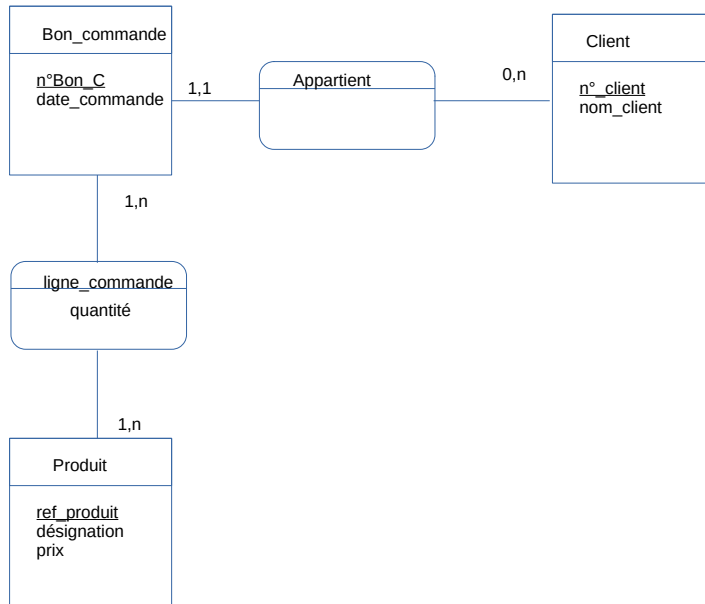 Bon_commande
n°Bon_C
date_commande
1,1
Appartient
0,n
Client
n°_client
nom_client
1,n
ligne_commande
quantité
1,n
Produit
ref_produit
désignation
prix